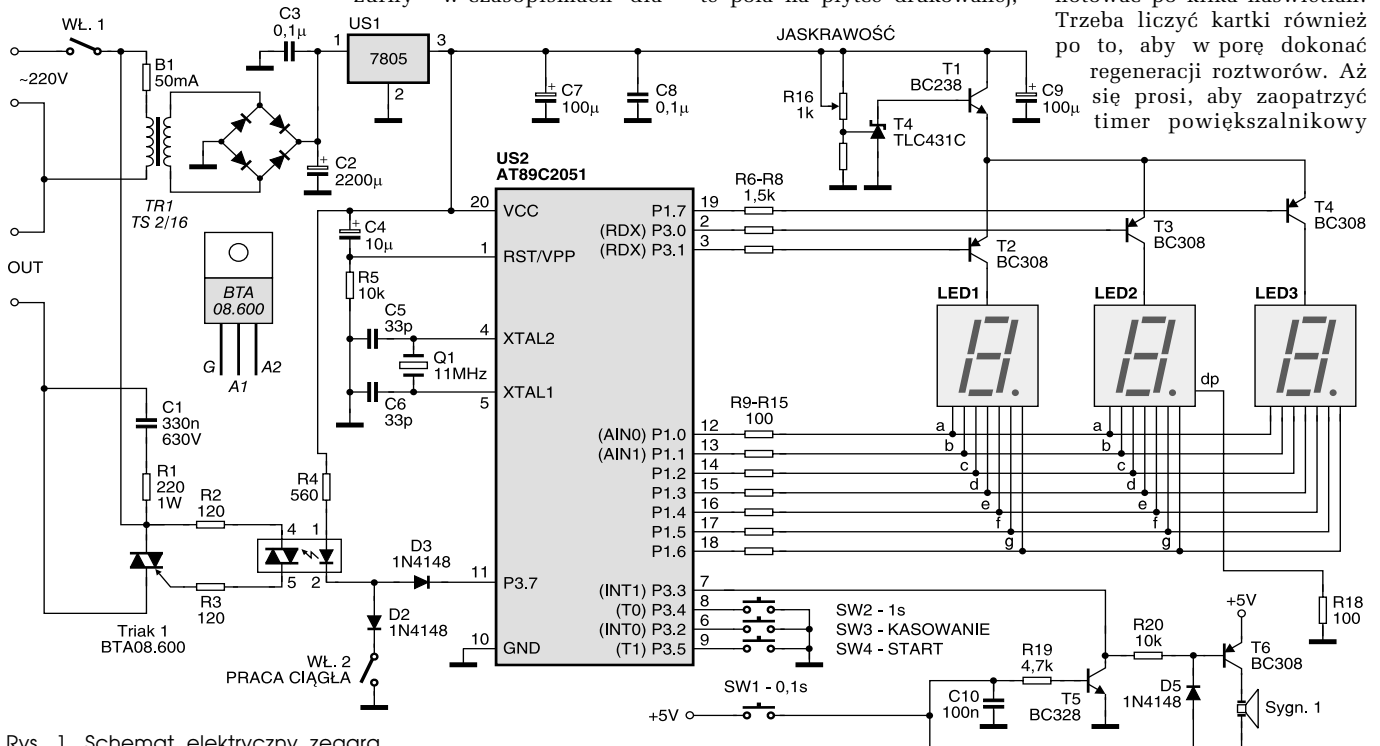 zdarny w czasopismach dla
to pola na płytce drukowanej,
notować po kilka naświetlań.
Trzeba liczyć kartki również
po to, aby w porę dokonać
regeneracji roztworów. Aż
się prosi, aby zaopatrzyć
timer powiększalnikowy
WŁ. 1
~220V
B1
50mA
C3
0,1µ
US1
1
7805
3
2
C2
2200µ
TR1
TS 2/16
C7
100µ
C8
0,1µ
JASKRAWOŚĆ
R16
1k
T4
TLC431C
T1
BC238
C9
100µ
OUT
BTA
08.600
G
A1
A2
C4
10µ
R5
10k
C5
33p
Q1
11MHz
C6
33p
US2
AT89C2051
20 VCC
1 RST/VPP
4 XTAL2
XTAL1
5
11 P3.7
10 GND
P1.7 19
(RDX) P3.0 2
(RDX) P3.1 3
(AIN0) P1.0 12
(AIN1) P1.1 13
P1.2 14
P1.3 15
P1.4 16
P1.5 17
P1.6 18
(INT1) P3.3 7
(T0) P3.4 8
(INT0) P3.2 6
(T1) P3.5 9
R6-R8
1,5k
R9-R15
100
T2
BC308
T3
BC308
T4
BC308
LED1
LED2
LED3
8.
8.
8.
dp
a
b
c
d
e
f
g
a
b
c
d
e
f
g
C1
330n
630V
R1
220
1W
R2
120
R3
120
Triak 1
BTA08.600
R4
560
4
1
5
2
D3
1N4148
D2
1N4148
WŁ. 2
PRACA CIĄGŁA
SW2 - 1s
SW3 - KASOWANIE
SW4 - START
SW1 - 0,1s
+5V
C10
100n
R19
4,7k
T5
BC328
R20
10k
D5
1N4148
+5V
T6
BC308
Sygn. 1
R18
100
Rys. 1. Schemat elektryczny zegara